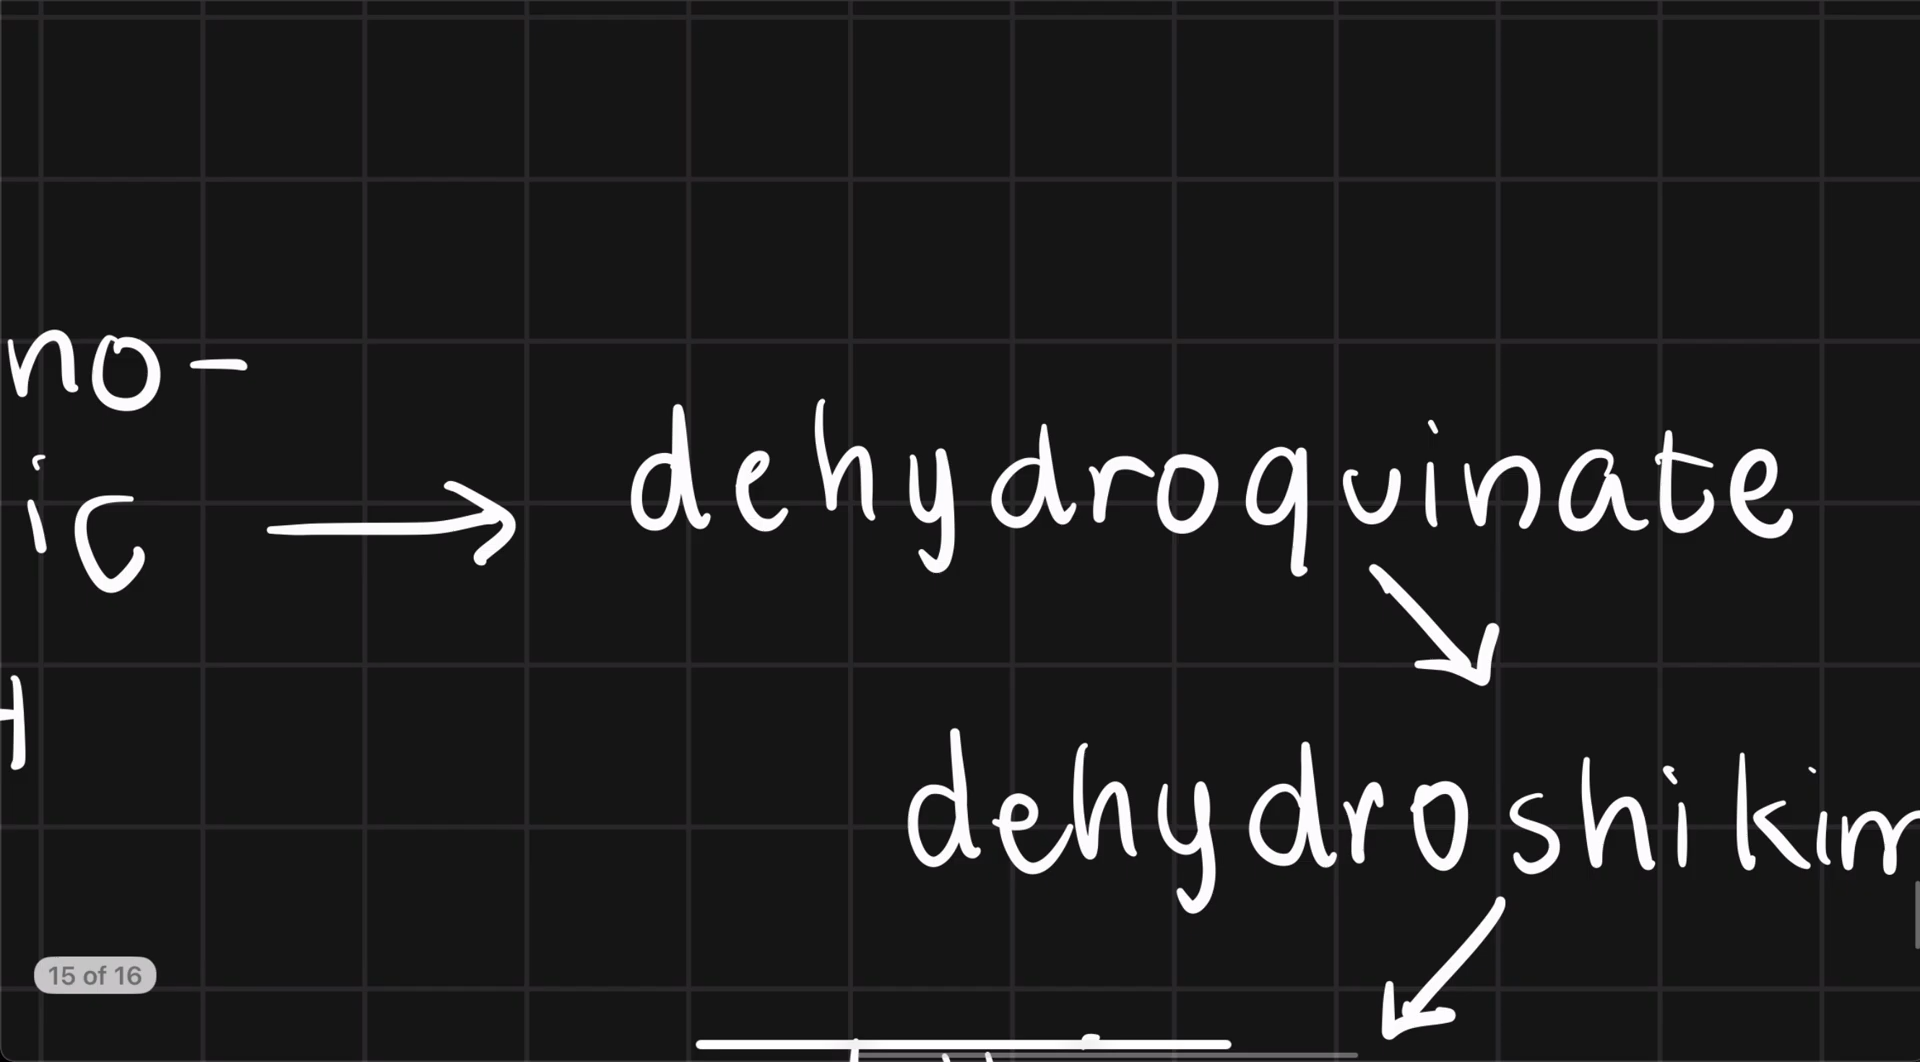 no-
ic → dehydroquinate
H
dehydroshikim
15 of 16